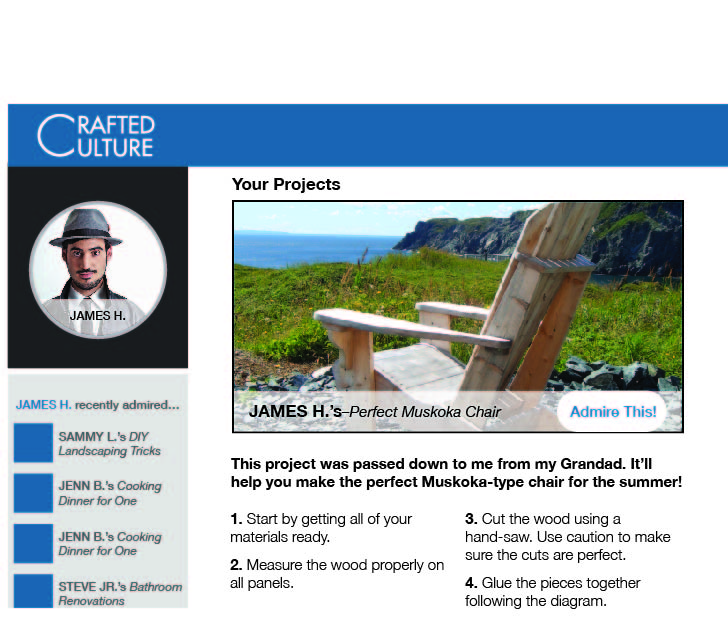 CRAFTED
CULTURE
Your Projects
JAMES H.
JAMES H.'s–Perfect Muskoka Chair
Admire This!
JAMES H. recently admired...
SAMMY L.'s DIY
Landscaping Tricks
JENN B.'s Cooking
Dinner for One
JENN B.'s Cooking
Dinner for One
STEVE JR.'s Bathroom
Renovations
This project was passed down to me from my Grandad. It'll
help you make the perfect Muskoka-type chair for the summer!
1. Start by getting all of your
materials ready.
2. Measure the wood properly on
all panels.
3. Cut the wood using a
hand-saw. Use caution to make
sure the cuts are perfect.
4. Glue the pieces together
following the diagram.